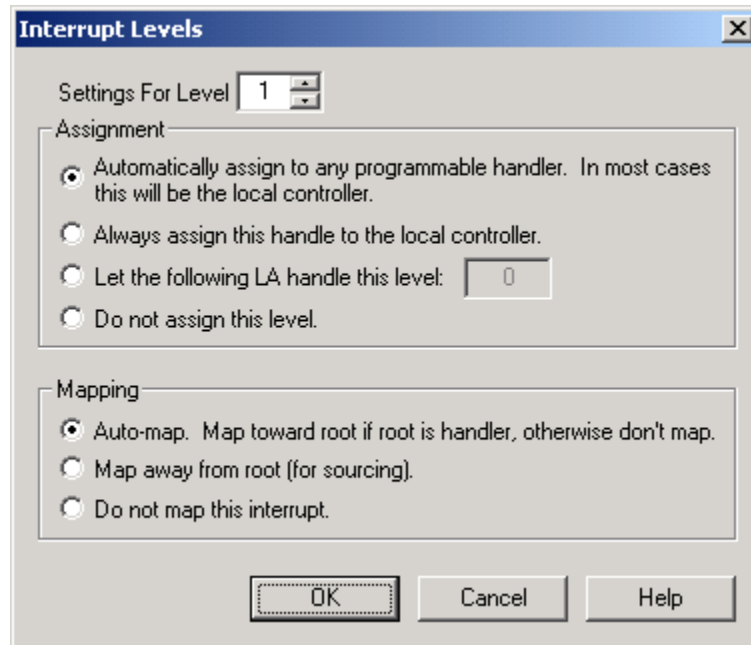 Interrupt Levels
Settings For Level 1
Assignment
Automatically assign to any programmable handler. In most cases
this will be the local controller.
Always assign this handle to the local controller.
Let the following LA handle this level: 0
Do not assign this level.
Mapping
Auto-map. Map toward root if root is handler, otherwise don't map.
Map away from root (for sourcing).
Do not map this interrupt.
OK Cancel Help